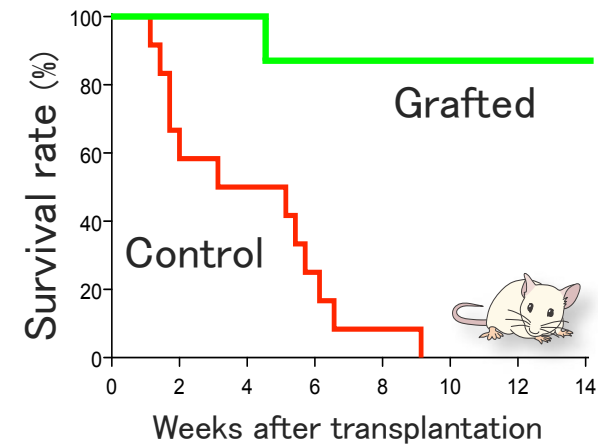 Survival rate (%)
100
80
60
40
20
0
Grafted
Control
0 2 4 6 8 10 12 14
Weeks after transplantation